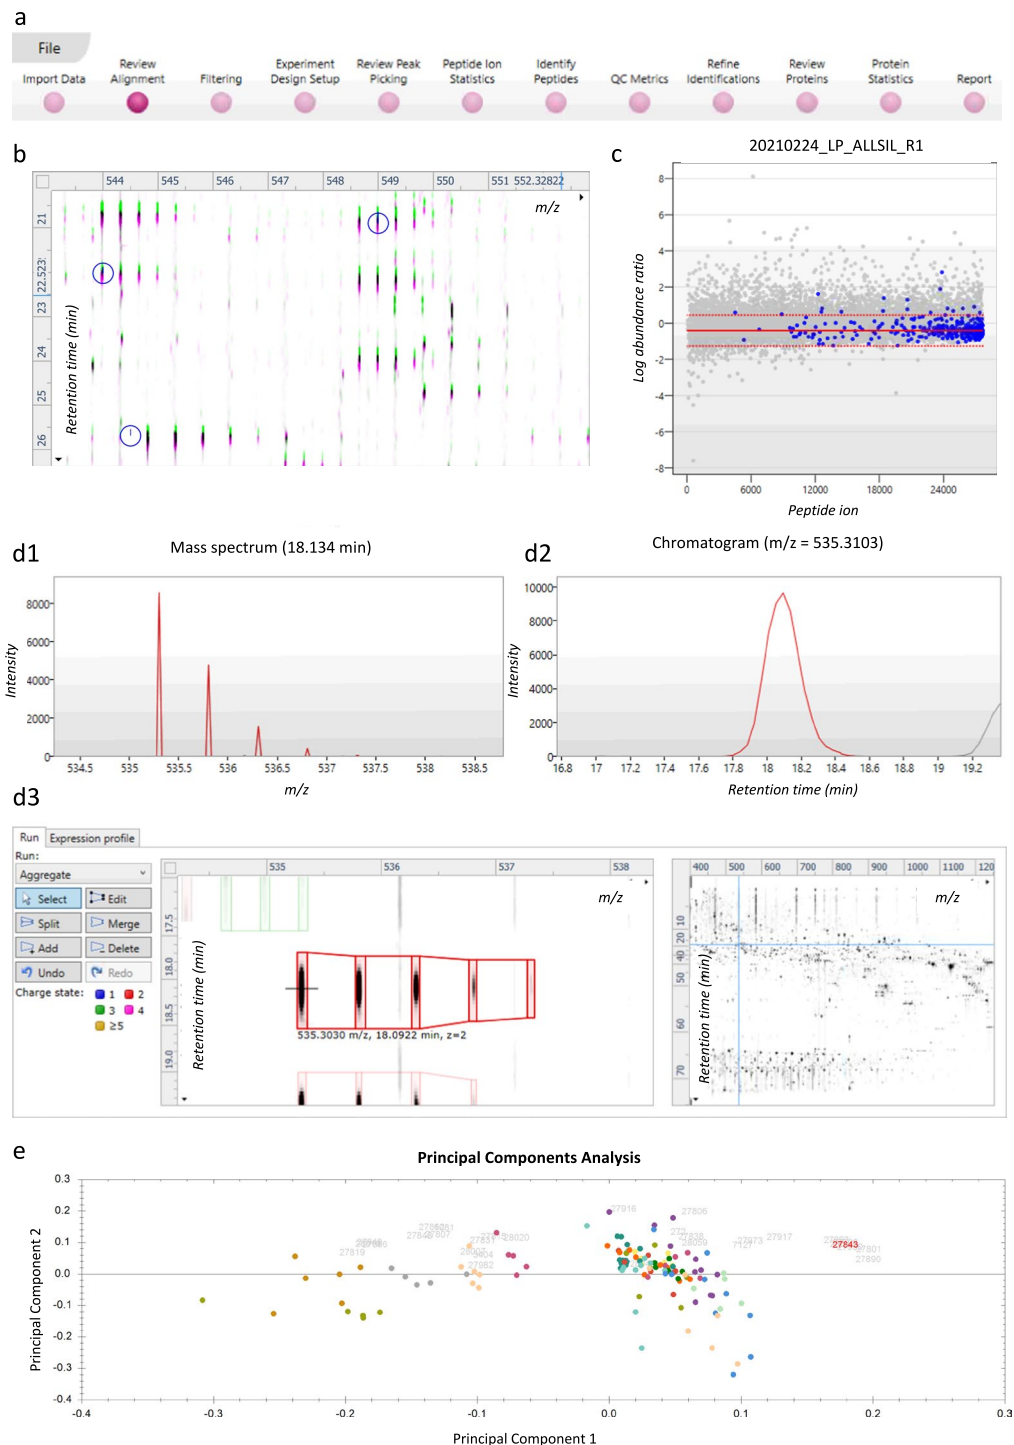 a
File
Import Data
Review Alignment
Filtering
Experiment Design Setup
Review Peak Picking
Peptide Ion Statistics
Identify Peptides
QC Metrics
Refine Identifications
Review Proteins
Protein Statistics
Report
b
544 545 546 547 548 549 550 551 552.32822
m/z
21
22.523
23
24
25
26
Retention time (min)
c
20210224_LP_ALLSIL_R1
8
6
4
2
0
-2
-4
-6
-8
Log abundance ratio
0 6000 12000 18000 24000
Peptide ion
d1
Mass spectrum (18.134 min)
8000
6000
4000
2000
0
Intensity
534.5 535 535.5 536 536.5 537 537.5 538 538.5
m/z
d2
Chromatogram (m/z = 535.3103)
10000
8000
6000
4000
2000
0
Intensity
16.8 17 17.2 17.4 17.6 17.8 18 18.2 18.4 18.6 18.8 19 19.2
Retention time (min)
d3
Run Expression profile
Run:
Aggregate
Select Edit
Split Merge
Add Delete
Undo Redo
Charge state: 1 2
3 4
≥5
535 536 537 538
m/z
17.5
18.0
18.5
19.0
Retention time (min)
535.3030 m/z, 18.0922 min, z=2
400 500 600 700 800 900 1000 1100 120
m/z
10
20
40
50
60
70
Retention time (min)
e
Principal Components Analysis
0.3
0.2
0.1
0.0
-0.1
-0.2
-0.3
-0.4
Principal Component 2
27918 27806
28020
27917
27843
27801
27896
27819
27982
28059
-0.4 -0.3 -0.2 -0.1 0.0 0.1 0.2 0.3
Principal Component 1